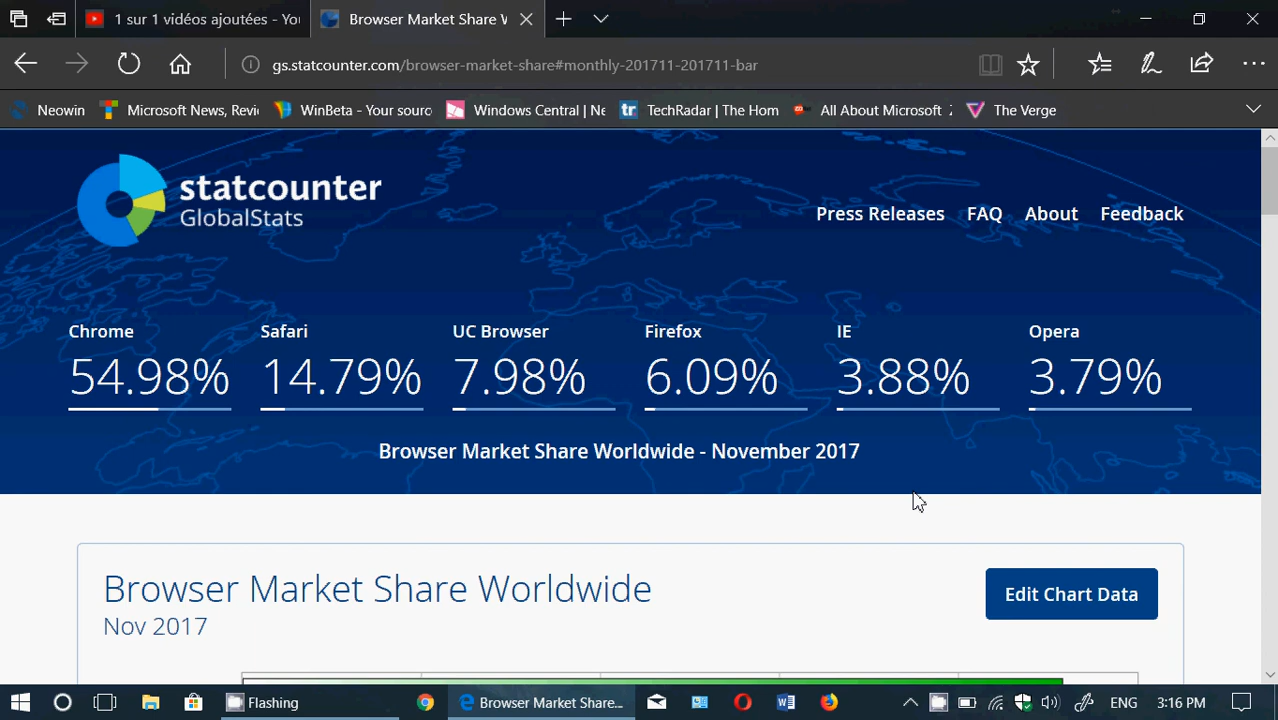 1 sur 1 vidéos ajoutées - You
Browser Market Share W
gs.statcounter.com/browser-market-share#monthly-201711-201711-bar
Neowin
Microsoft News, Revie
WinBeta - Your sourc
Windows Central | Ne
tr TechRadar | The Hom
All About Microsoft
The Verge
statcounter
GlobalStats
Press Releases FAQ About Feedback
Chrome Safari UC Browser Firefox IE Opera
54.98% 14.79% 7.98% 6.09% 3.88% 3.79%
Browser Market Share Worldwide - November 2017
Browser Market Share Worldwide
Edit Chart Data
Nov 2017
Flashing
Browser Market Share...
ENG
3:16 PM